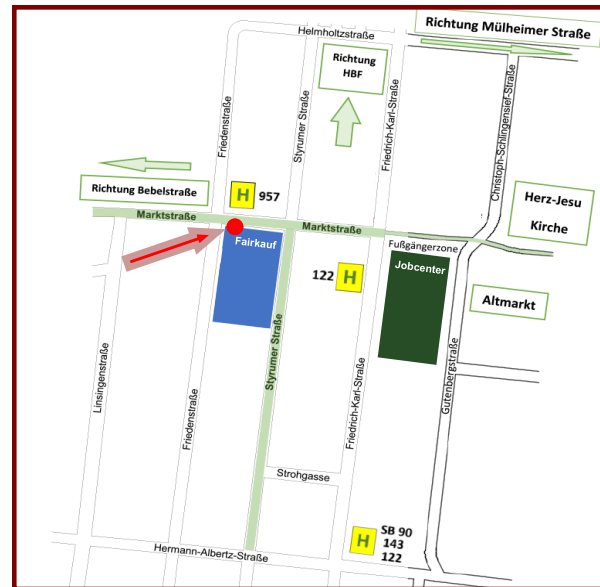 Richtung Mülheimer Straße
Helmholtzstraße
Richtung
HBF
Friedenstraße
Styrumer Straße
Friedrich-Karl-Straße
Christoph-Schlingensief-Straße
Richtung Bebelstraße
H 957
Herz-Jesu
Kirche
Marktstraße
Marktstraße
Fußgängerzone
Fairkauf
Jobcenter
122 H
Altmarkt
Linsingenstraße
Friedenstraße
Styrumer Straße
Friedrich-Karl-Straße
Gutenbergstraße
Strohgasse
Hermann-Albertz-Straße
H
SB 90
143
122